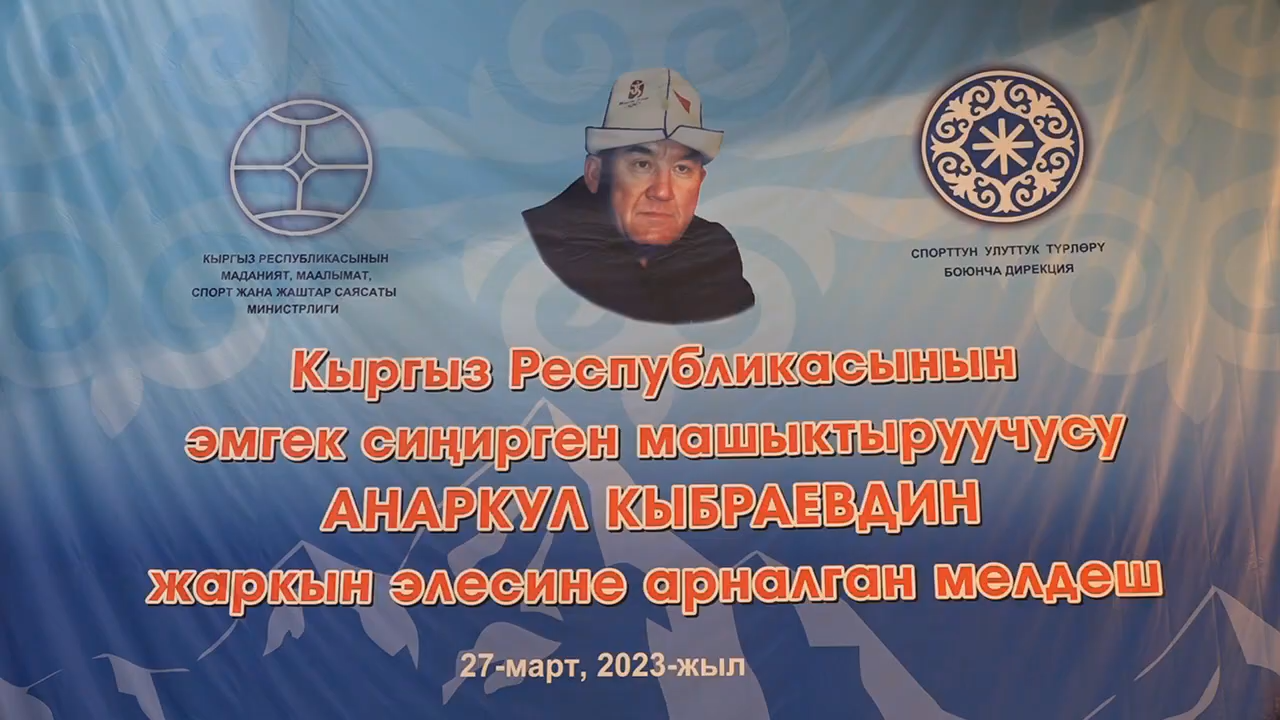 КЫРГЫЗ РЕСПУБЛИКАСЫНЫН
МАДАНИЯТ, МААЛЫМАТ,
СПОРТ ЖАНА ЖАШТАР САЯСАТЫ
МИНИСТРЛИГИ
СПОРТТУН УЛУТТУК ТҮРЛӨРҮ
БОЮНЧА ДИРЕКЦИЯ
Кыргыз Республикасынын
эмгек сиңирген машыктыруучусу
АНАРКУЛ КЫБРАЕВДИН
жаркын элесине арналган мелдеш
27-март, 2023-жыл